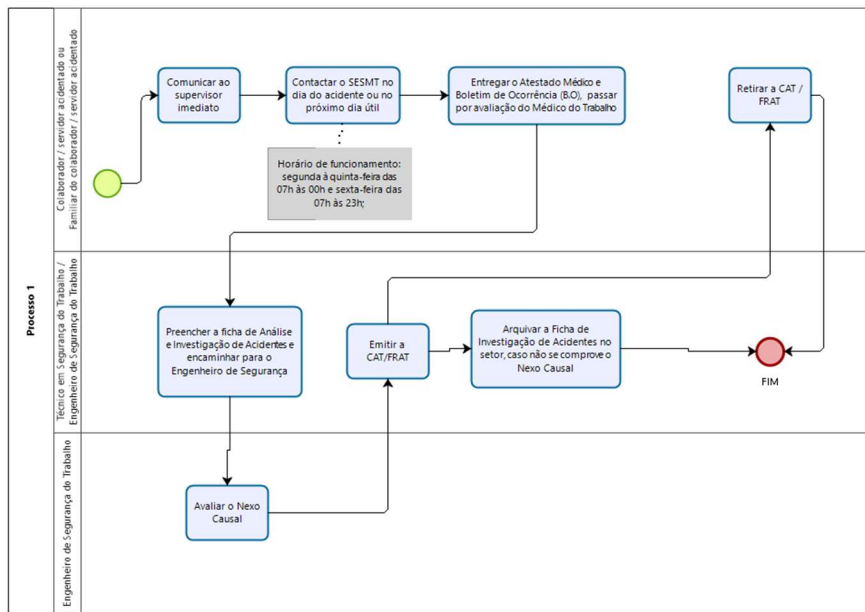 Processo 1
Colaborador / servidor acidentado ou
Familiar do colaborador / servidor acidentado
Comunicar ao
supervisor
imediato
Contactar o SESMT no
dia do acidente ou no
próximo dia útil
Entregar o Atestado Médico e
Boletim de Ocorrência (B.O), passar
por avaliação do Médico do Trabalho
Retirar a CAT /
FRAT
Horário de funcionamento:
segunda à quinta-feira das
07h às 00h e sexta-feira das
07h às 23h;
Técnico em Segurança do Trabalho /
Engenheiro de Segurança do Trabalho
Preencher a ficha de Análise
e Investigação de Acidentes e
encaminhar para o
Engenheiro de Segurança
Emitir a
CAT/FRAT
Arquivar a Ficha de
Investigação de Acidentes no
setor, caso não se comprove o
Nexo Causal
FIM
Engenheiro de Segurança do Trabalho
Avaliar o Nexo
Causal